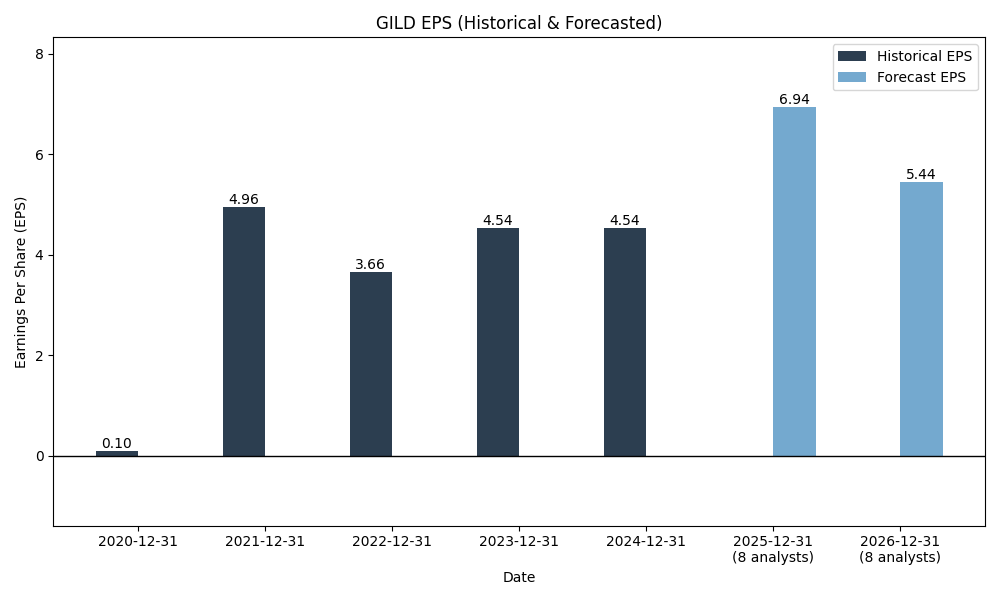 GILD EPS (Historical & Forecasted)
Historical EPS
Forecast EPS
Earnings Per Share (EPS)
8
6
4
2
0
0.10
4.96
3.66
4.54
4.54
6.94
5.44
2020-12-31
2021-12-31
2022-12-31
2023-12-31
2024-12-31
2025-12-31
(8 analysts)
2026-12-31
(8 analysts)
Date